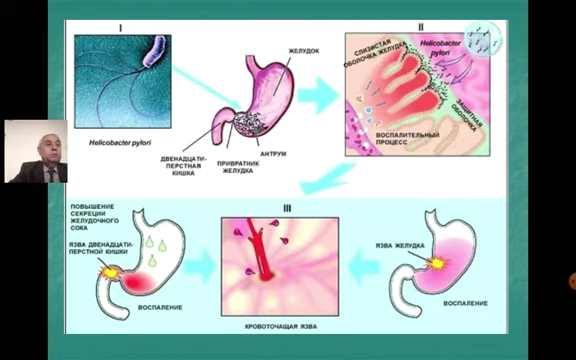 I
II
ЖЕЛУДОК
Helicobacter pylori
ДВЕНАДЦАТИ-
ПЕРСТНАЯ
КИШКА
ПРИВРАТНИК
ЖЕЛУДКА
АНТРУМ
СЛИЗИСТАЯ
ОБОЛОЧКА ЖЕЛУДКА
Helicobacter
pylori
ЗАЩИТНАЯ
ОБОЛОЧКА
ВОСПАЛИТЕЛЬНЫЙ
ПРОЦЕСС
ПОВЫШЕНИЕ
СЕКРЕЦИИ
ЖЕЛУДОЧНОГО
СОКА
ЯЗВА ДВЕНАДЦАТИ-
ПЕРСТНОЙ КИШКИ
ВОСПАЛЕНИЕ
III
КРОВОТОЧАЩАЯ ЯЗВА
ЯЗВА ЖЕЛУДКА
ВОСПАЛЕНИЕ